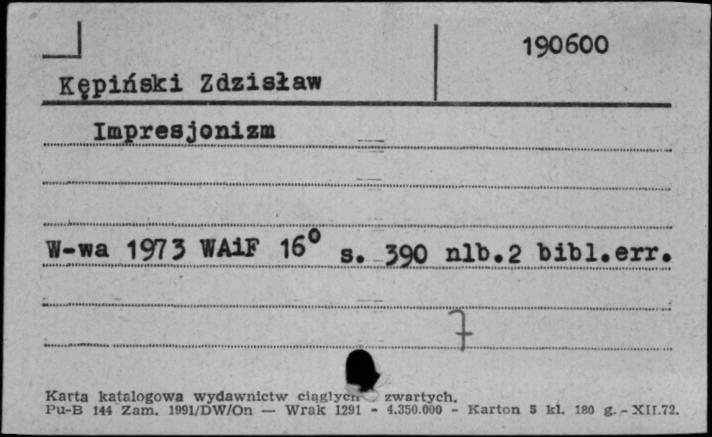 190600
Kępiński Zdzisław
Impresjonizm
W-wa 1973 WAiF 16° s. 390 nlb.2 bibl.err.
7
Karta katalogowa wydawnictw ciągłych zwartych.
Pu-B 144 Zam. 1991/DW/On — Wrak 1291 - 4.350.000 - Karton 5 kl. 180 g. - XII.72.